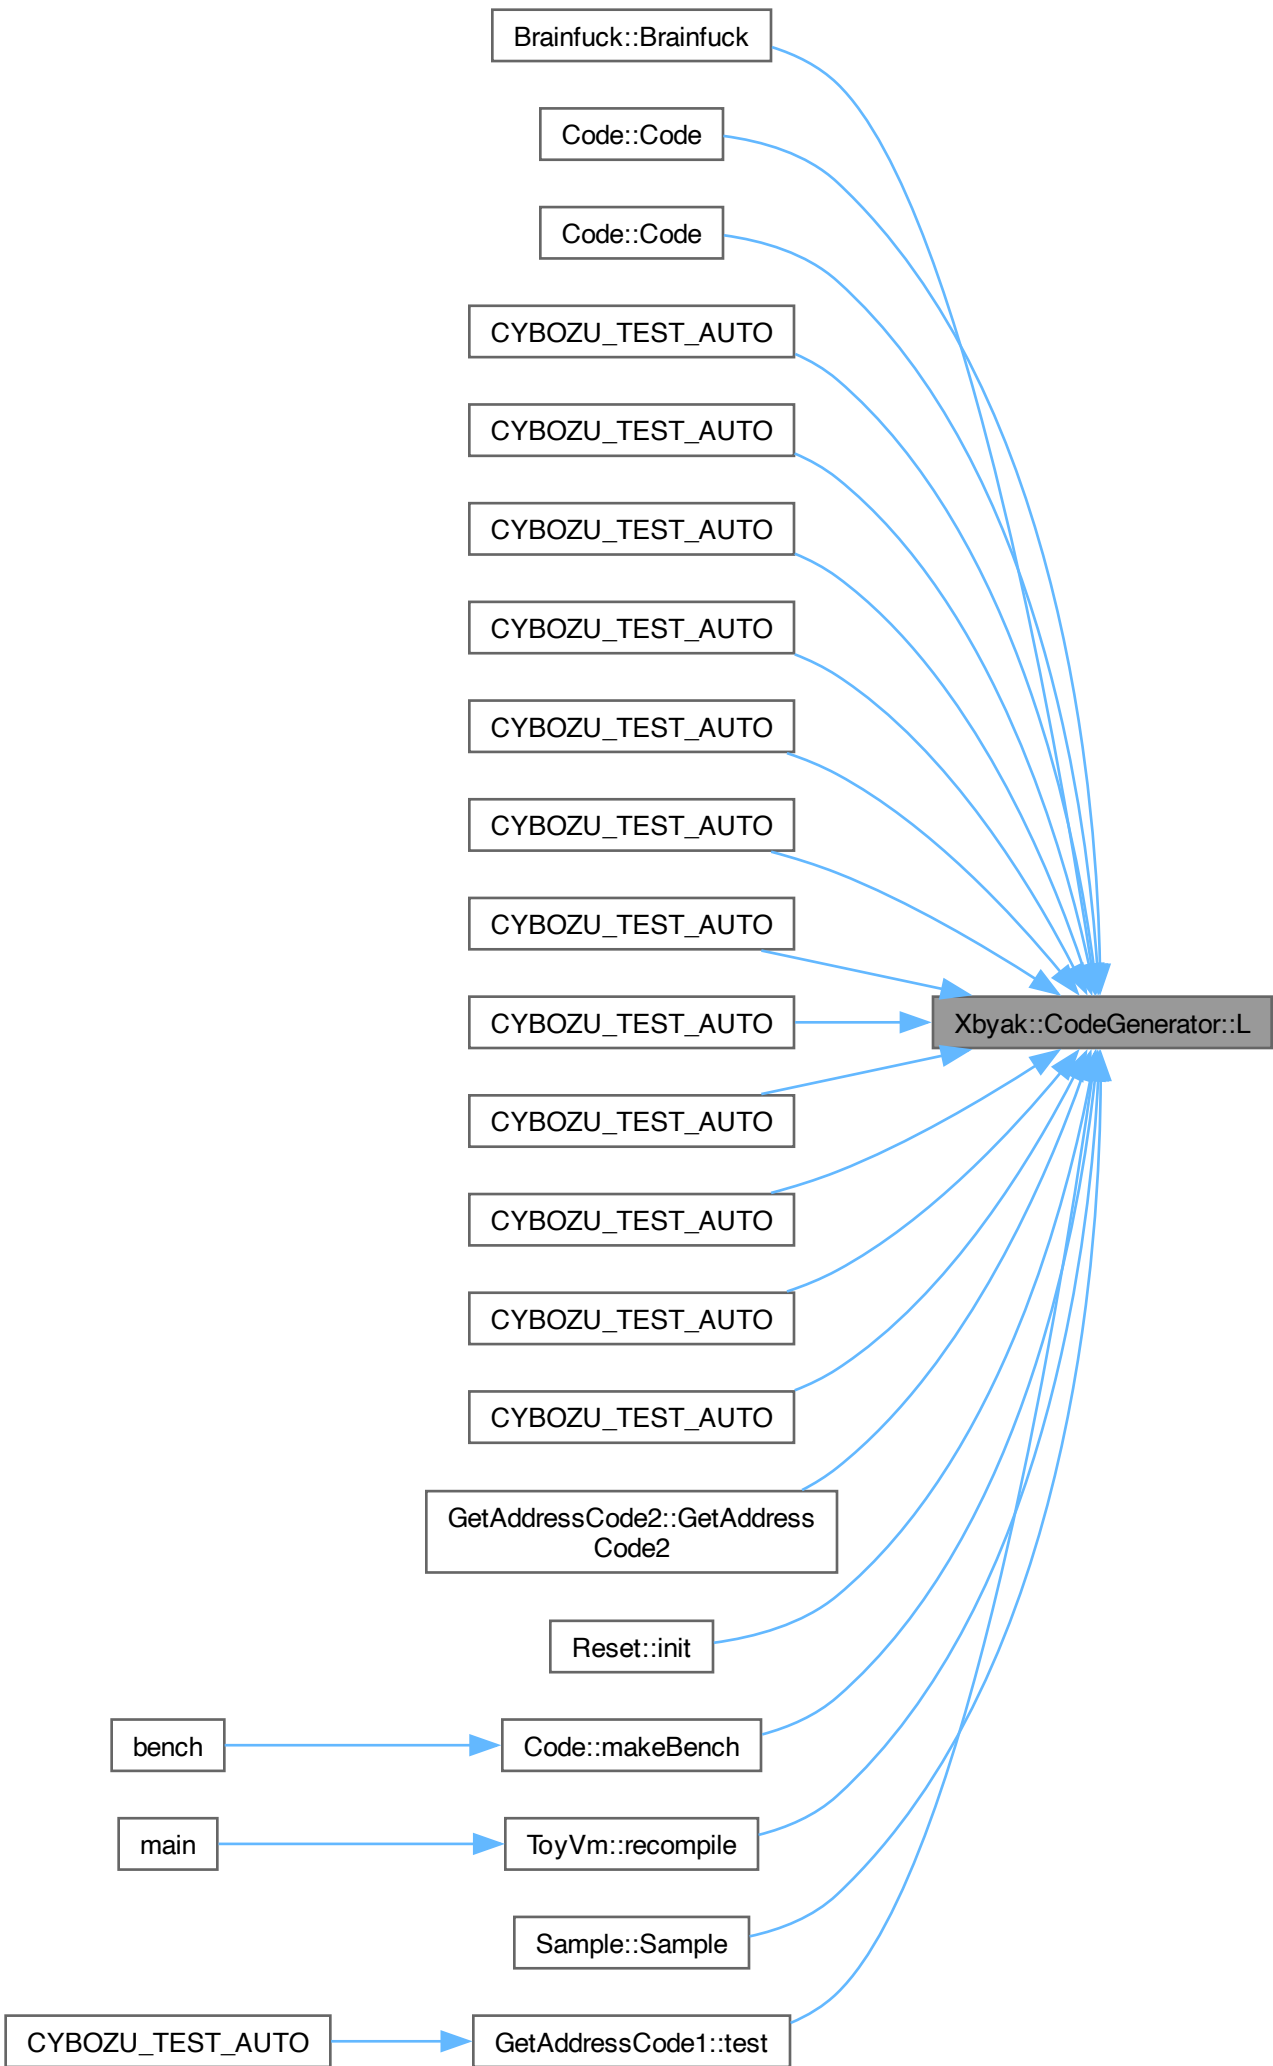 Brainfuck::Brainfuck
Code::Code
Code::Code
CYBOZU_TEST_AUTO
CYBOZU_TEST_AUTO
CYBOZU_TEST_AUTO
CYBOZU_TEST_AUTO
CYBOZU_TEST_AUTO
CYBOZU_TEST_AUTO
CYBOZU_TEST_AUTO
CYBOZU_TEST_AUTO
Xbyak::CodeGenerator::L
CYBOZU_TEST_AUTO
CYBOZU_TEST_AUTO
CYBOZU_TEST_AUTO
CYBOZU_TEST_AUTO
GetAddressCode2::GetAddress
Code2
Reset::init
bench
Code::makeBench
main
ToyVm::recompile
Sample::Sample
CYBOZU_TEST_AUTO
GetAddressCode1::test